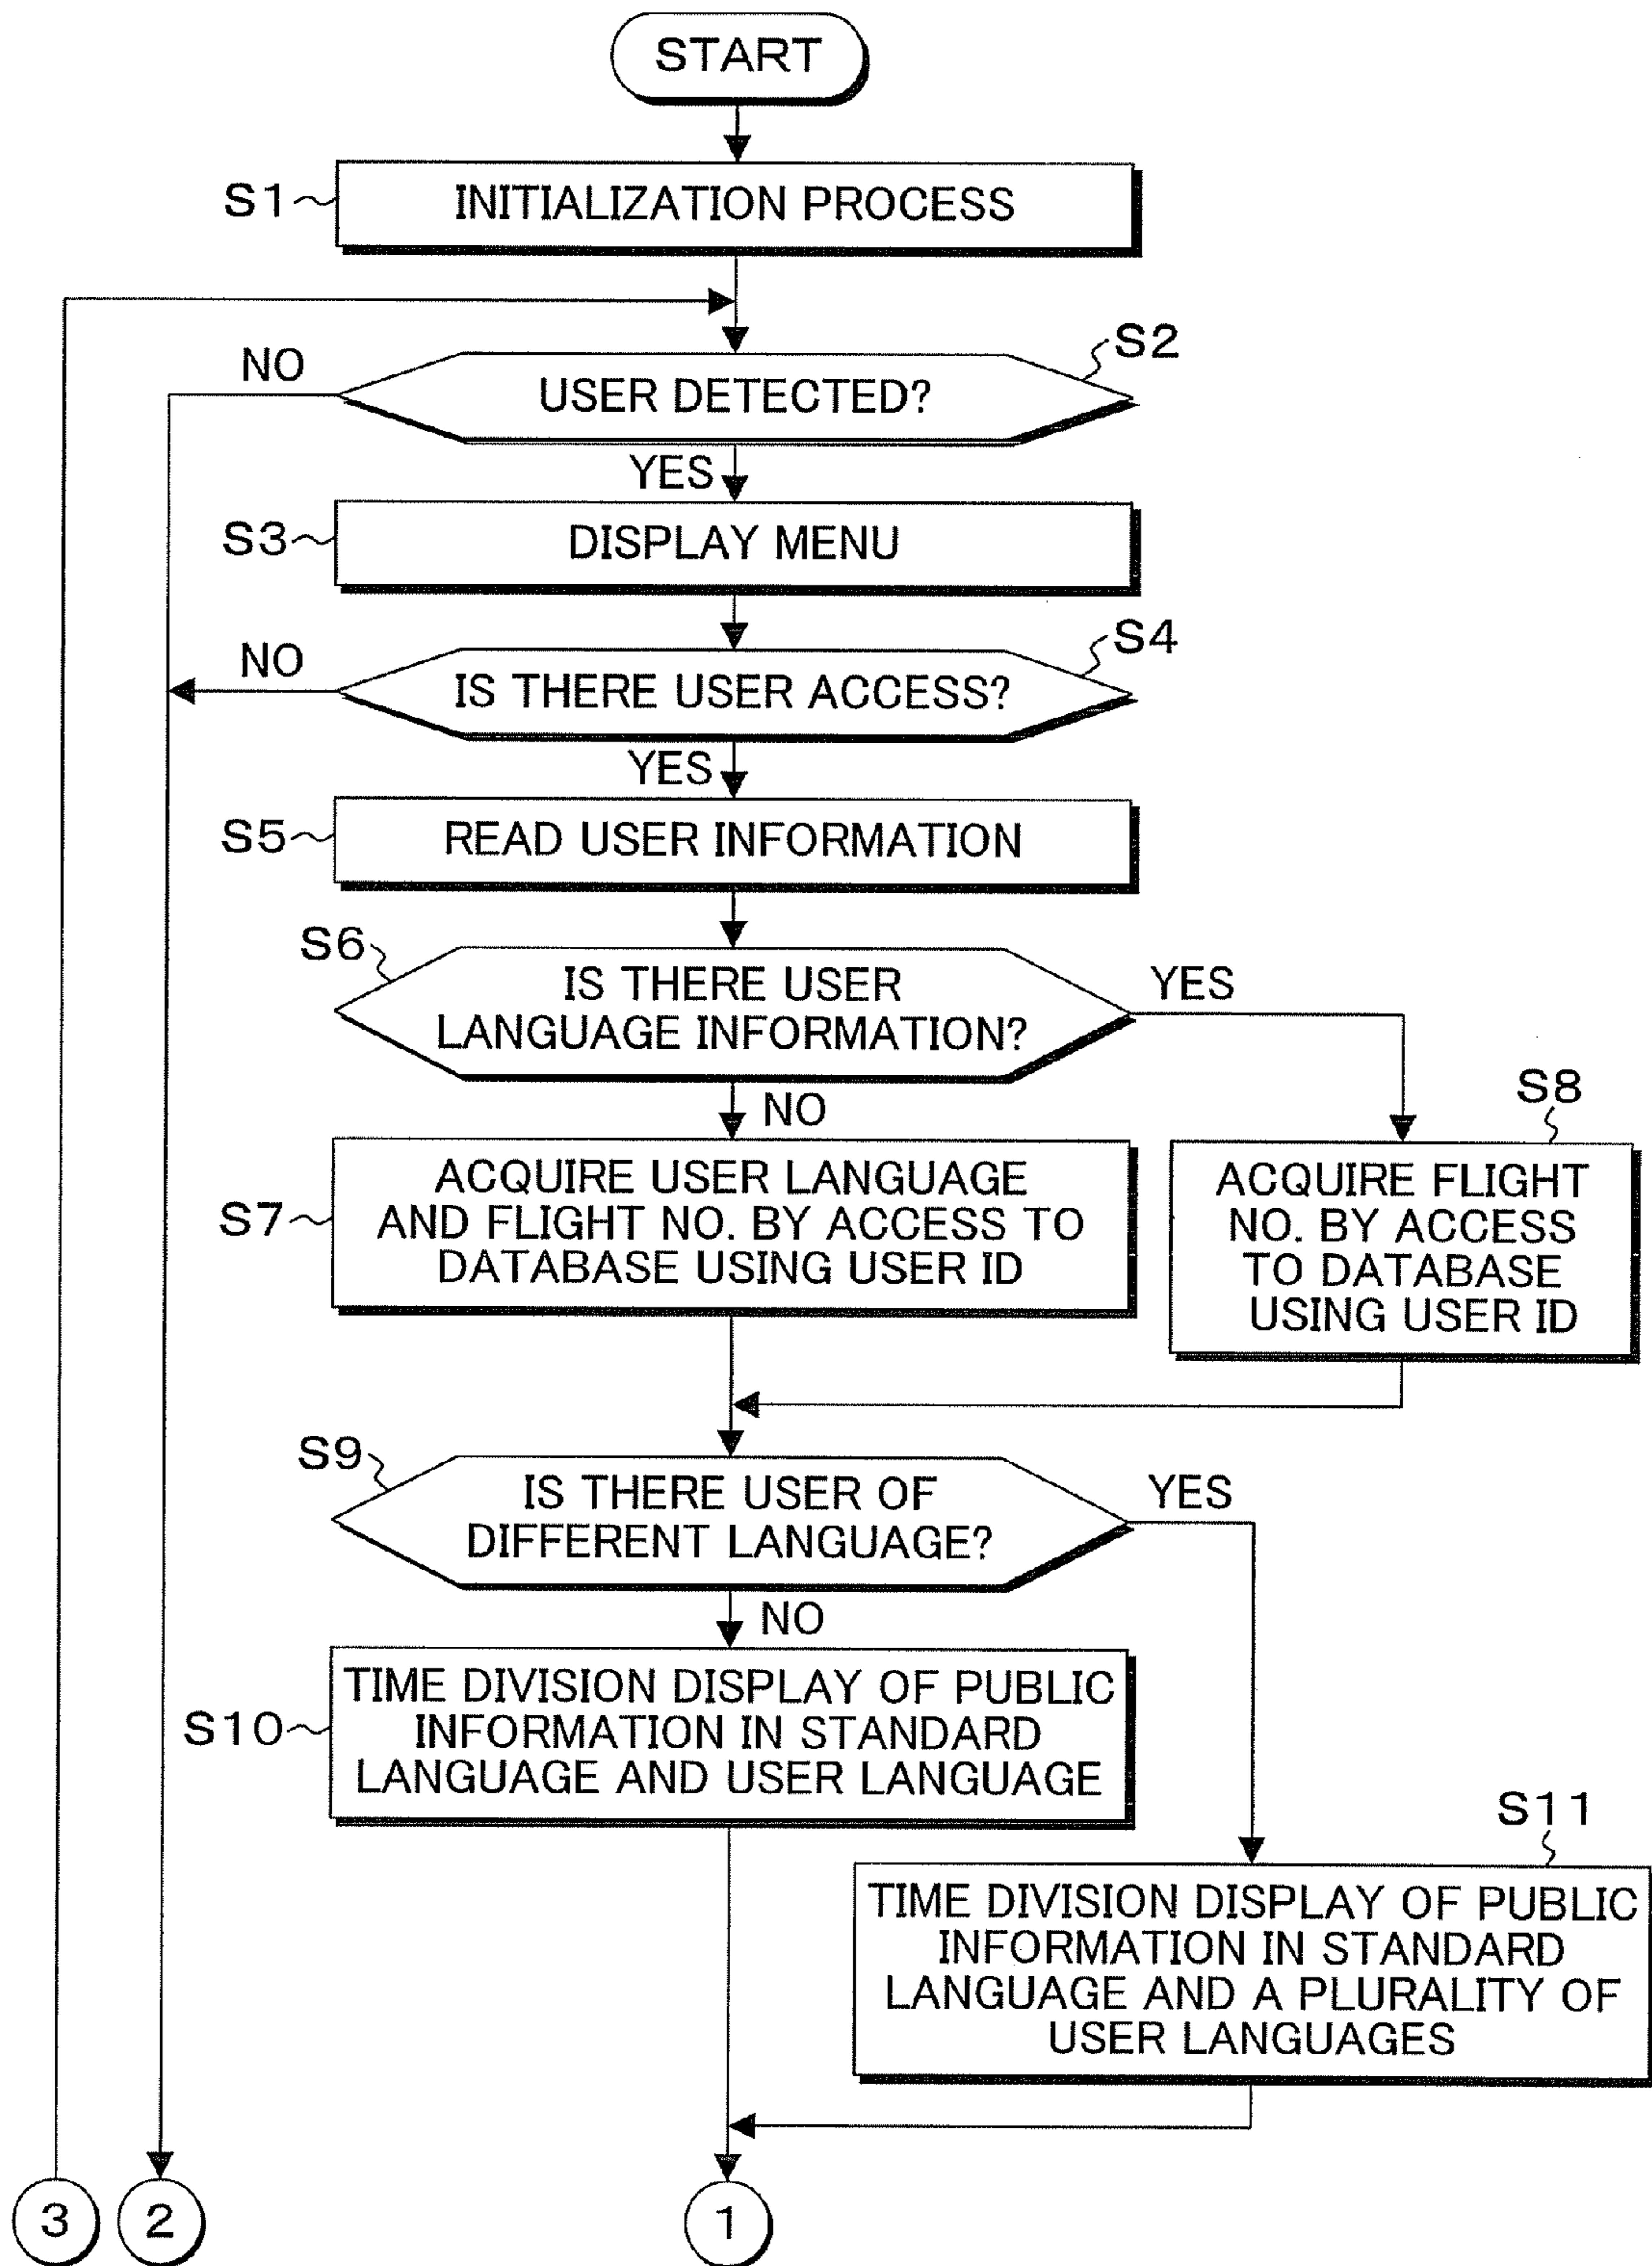 START
S1
INITIALIZATION PROCESS
S2
NO
USER DETECTED?
YES
S3
DISPLAY MENU
S4
NO
IS THERE USER ACCESS?
YES
S5
READ USER INFORMATION
S6
IS THERE USER
LANGUAGE INFORMATION?
YES
NO
S7
ACQUIRE USER LANGUAGE
AND FLIGHT NO. BY ACCESS TO
DATABASE USING USER ID
S8
ACQUIRE FLIGHT
NO. BY ACCESS
TO DATABASE
USING USER ID
S9
IS THERE USER OF
DIFFERENT LANGUAGE?
YES
NO
S10
TIME DIVISION DISPLAY OF PUBLIC
INFORMATION IN STANDARD
LANGUAGE AND USER LANGUAGE
S11
TIME DIVISION DISPLAY OF PUBLIC
INFORMATION IN STANDARD
LANGUAGE AND A PLURALITY OF
USER LANGUAGES
3
2
1